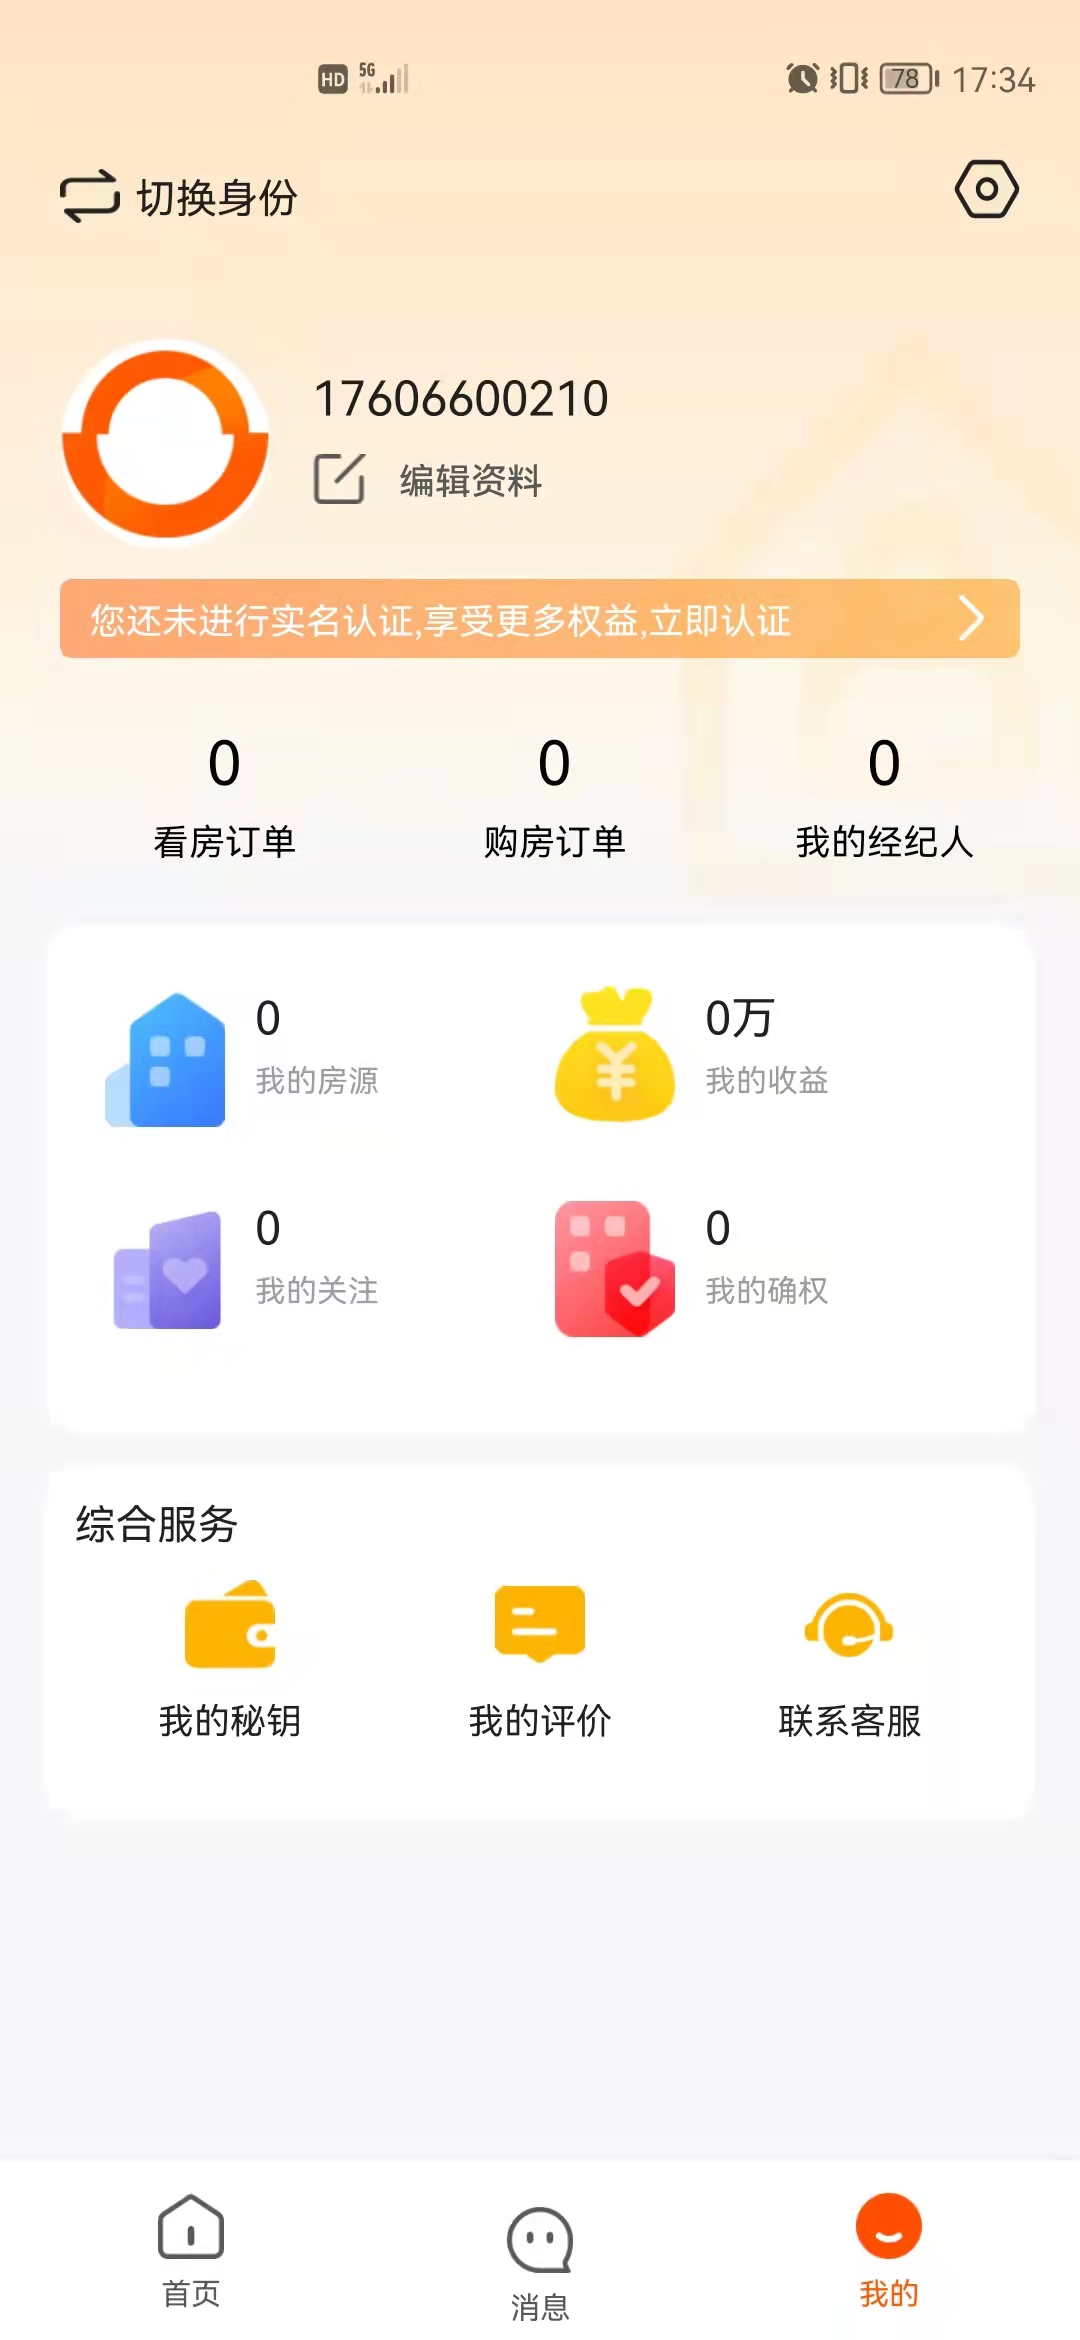 HD 5G 78 17:34
切换身份
17606600210
编辑资料
您还未进行实名认证,享受更多权益,立即认证
0 0 0
看房订单 购房订单 我的经纪人
0 0万
我的房源 我的收益
0 0
我的关注 我的确权
综合服务
我的秘钥 我的评价 联系客服
首页 消息 我的